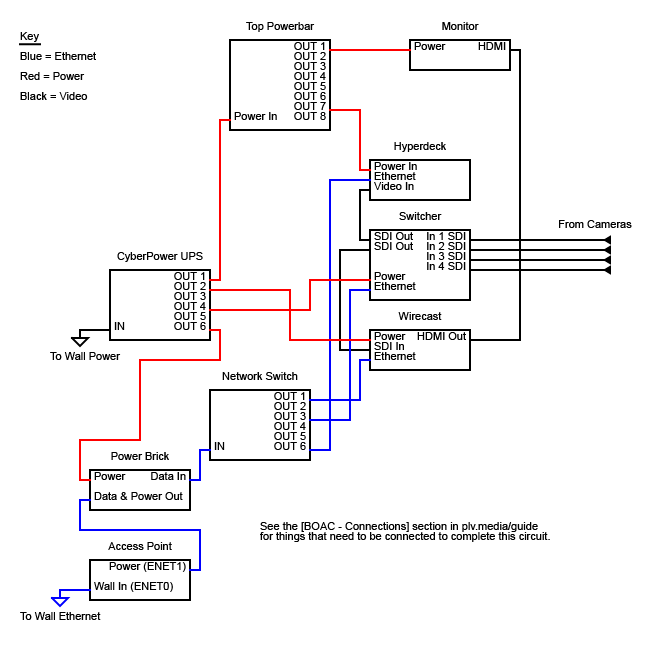 Key
Blue = Ethernet
Red = Power
Black = Video
Top Powerbar
OUT 1
OUT 2
OUT 3
OUT 4
OUT 5
OUT 6
OUT 7
Power In OUT 8
Monitor
Power HDMI
Hyperdeck
Power In
Ethernet
Video In
Switcher
SDI Out In 1 SDI
SDI Out In 2 SDI
In 3 SDI
In 4 SDI
Power
Ethernet
From Cameras
CyberPower UPS
OUT 1
OUT 2
OUT 3
OUT 4
OUT 5
IN OUT 6
To Wall Power
Wirecast
Power HDMI Out
SDI In
Ethernet
Network Switch
OUT 1
OUT 2
OUT 3
OUT 4
OUT 5
IN OUT 6
Power Brick
Power Data In
Data & Power Out
Access Point
Power (ENET1)
Wall In (ENET0)
To Wall Ethernet
See the [BOAC - Connections] section in plv.media/guide
for things that need to be connected to complete this circuit.